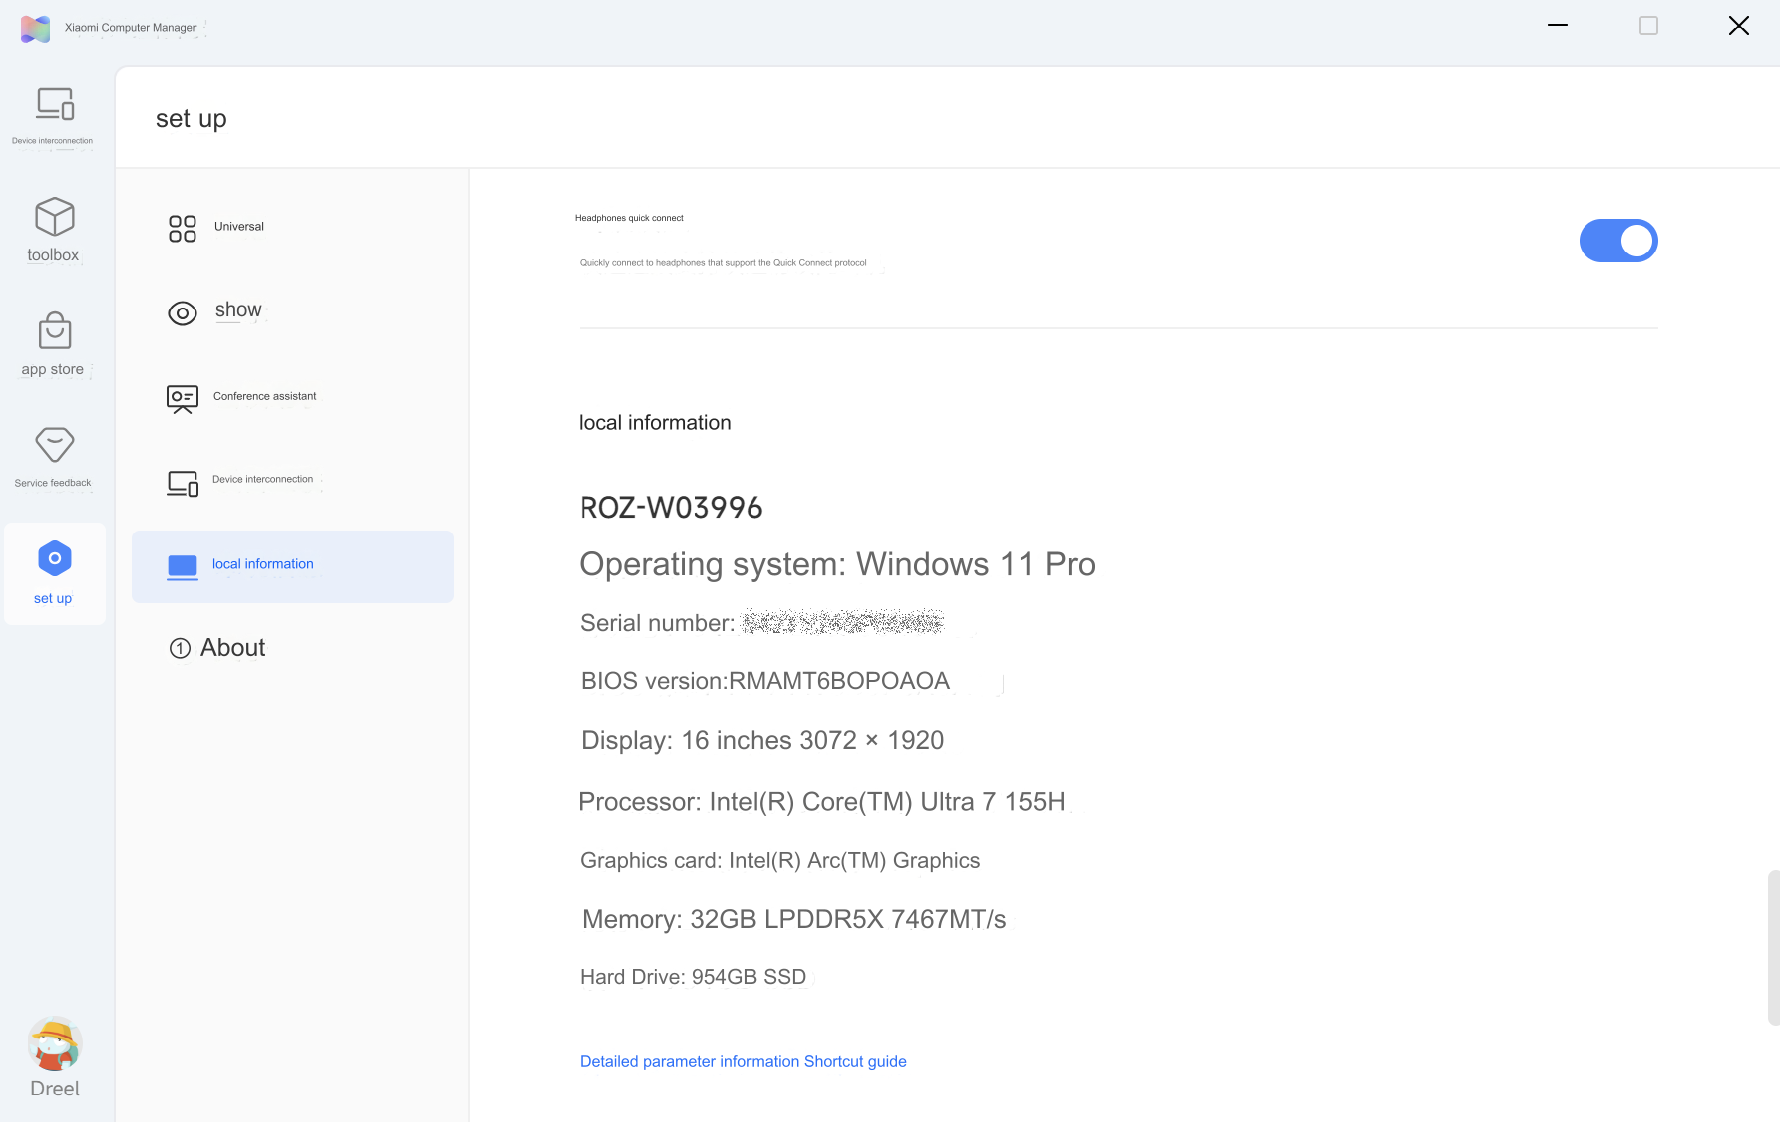 Xiaomi Computer Manager
Device interconnection
toolbox
app store
Service feedback
set up
Dreel
set up
Universal
show
Conference assistant
Device interconnection
local information
About
Headphones quick connect
Quickly connect to headphones that support the Quick Connect protocol
local information
ROZ-W03996
Operating system: Windows 11 Pro
Serial number:
BIOS version:RMAMT6BOPOAOA
Display: 16 inches 3072 × 1920
Processor: Intel(R) Core(TM) Ultra 7 155H
Graphics card: Intel(R) Arc(TM) Graphics
Memory: 32GB LPDDR5X 7467MT/s
Hard Drive: 954GB SSD
Detailed parameter information Shortcut guide